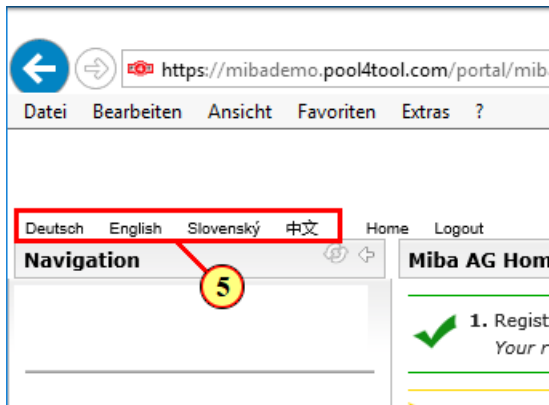 https://mibademo.pool4tool.com/portal/mib
Datei Bearbeiten Ansicht Favoriten Extras ?
Deutsch English Slovenský 中文 Home Logout
Navigation
Miba AG Hom
5
1. Regist
Your r